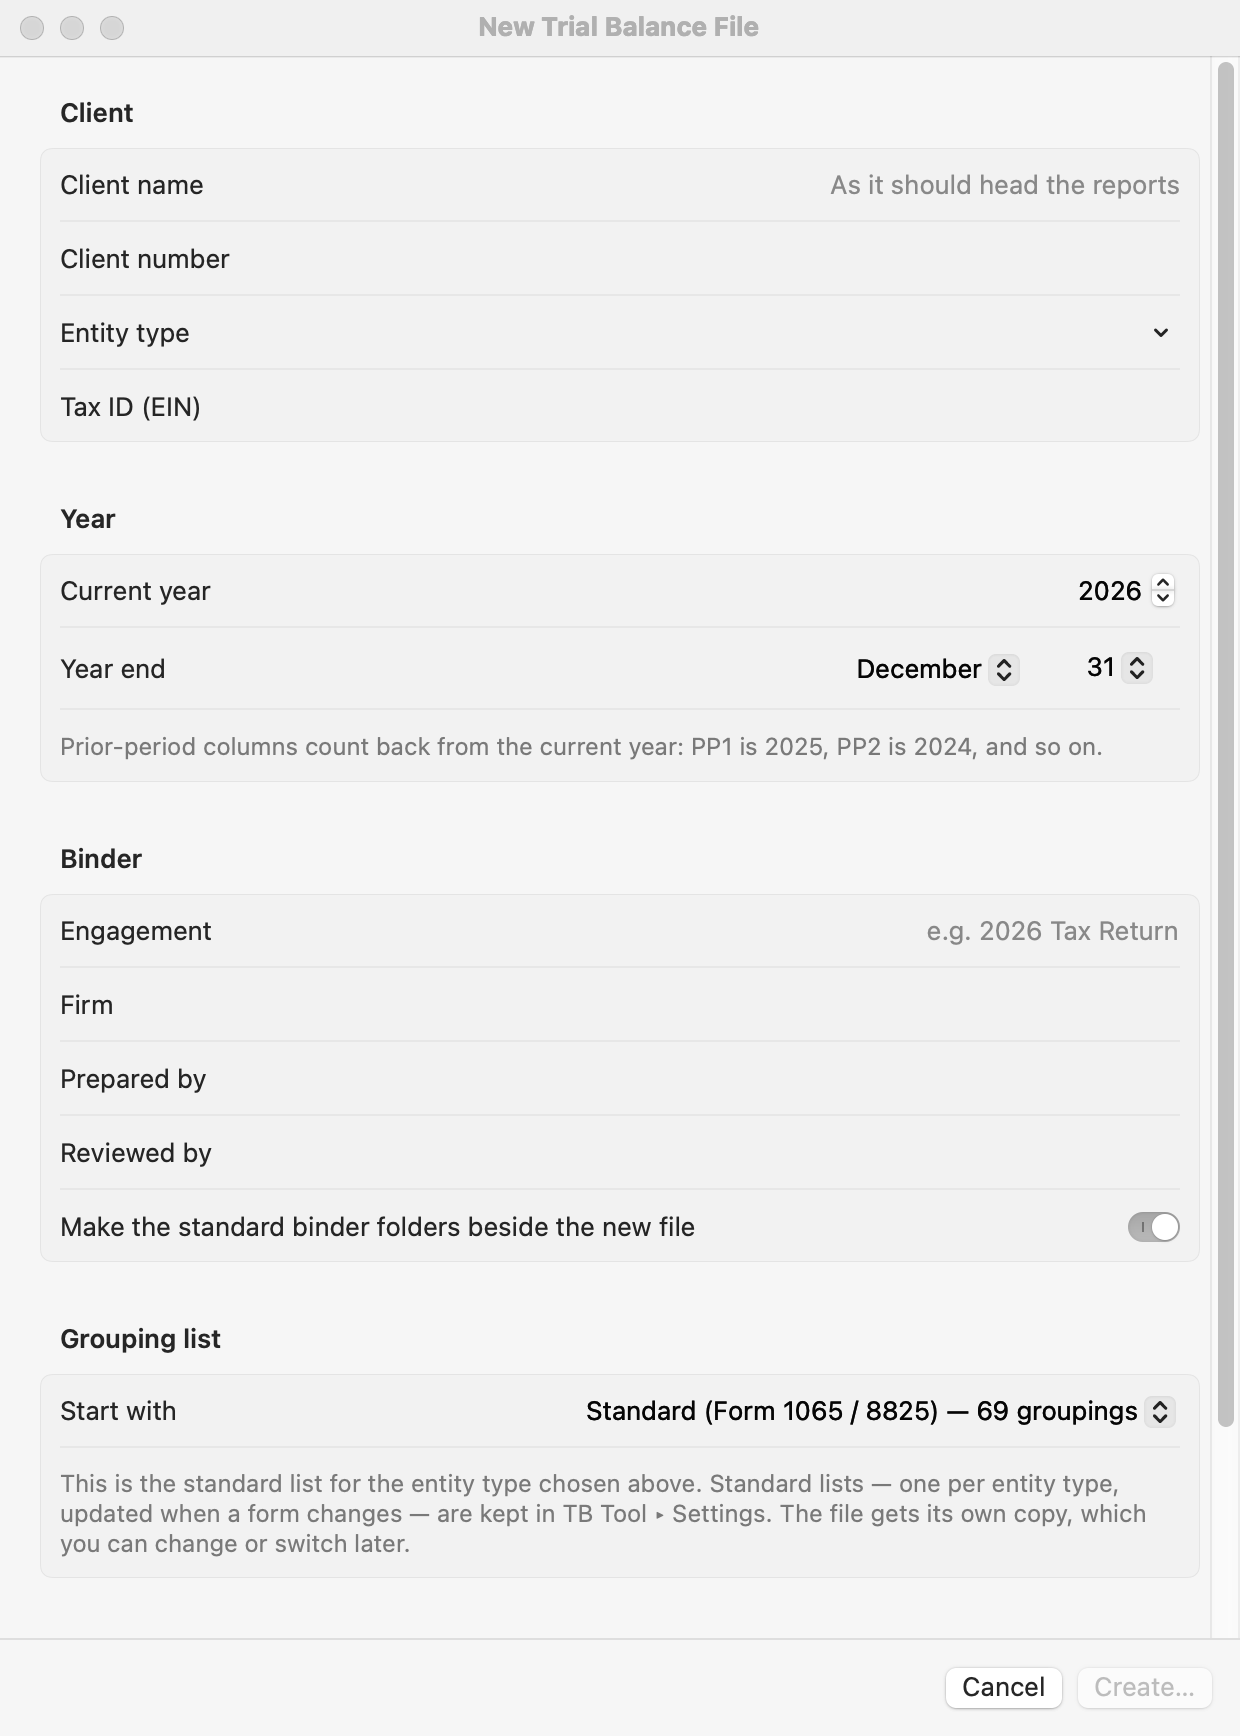 New Trial Balance File
Client
Client name As it should head the reports
Client number
Entity type
Tax ID (EIN)
Year
Current year 2026
Year end December 31
Prior-period columns count back from the current year: PP1 is 2025, PP2 is 2024, and so on.
Binder
Engagement e.g. 2026 Tax Return
Firm
Prepared by
Reviewed by
Make the standard binder folders beside the new file
Grouping list
Start with Standard (Form 1065 / 8825) — 69 groupings
This is the standard list for the entity type chosen above. Standard lists — one per entity type,
updated when a form changes — are kept in TB Tool ▸ Settings. The file gets its own copy, which
you can change or switch later.
Cancel Create...